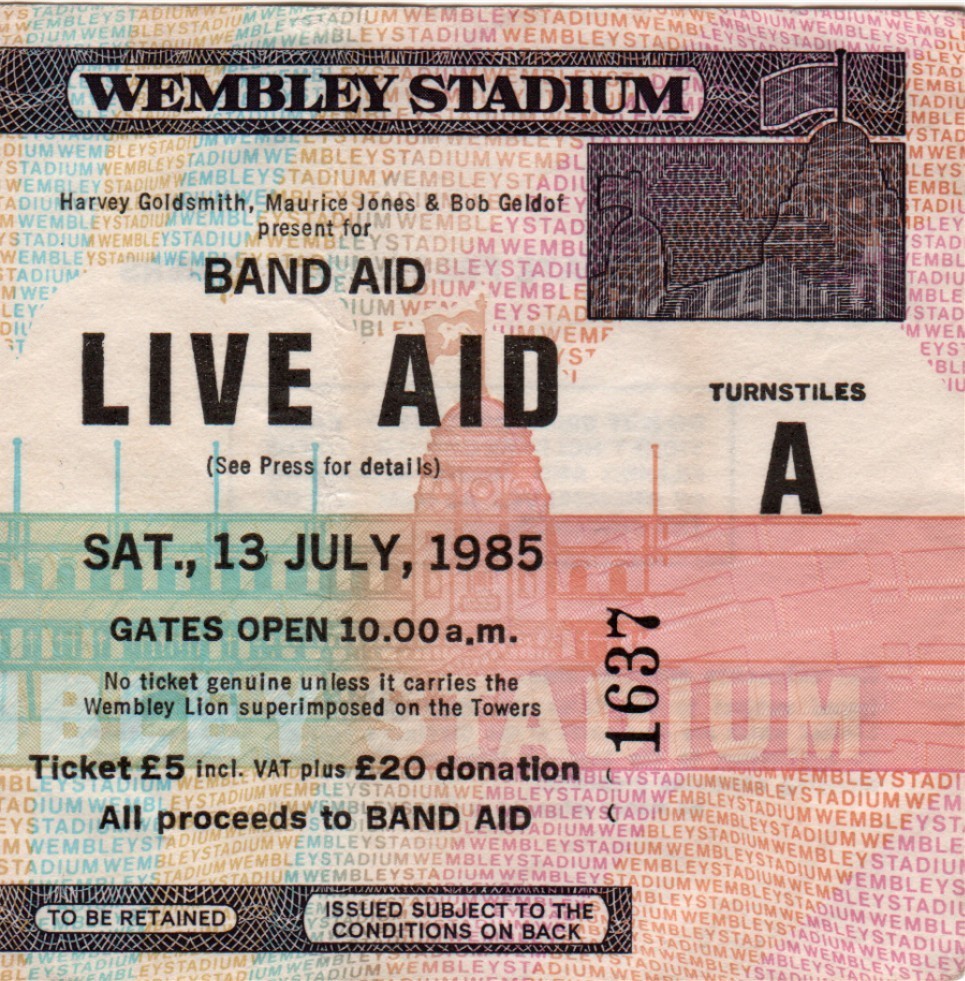 WEMBLEY STADIUM
Harvey Goldsmith, Maurice Jones & Bob Geldof
present for
BAND AID
LIVE AID
(See Press for details)
TURNSTILES
A
SAT., 13 JULY, 1985
GATES OPEN 10.00 a.m.
No ticket genuine unless it carries the
Wembley Lion superimposed on the Towers
1637
WEMBLEY STADIUM
Ticket £5 incl. VAT plus £20 donation
All proceeds to BAND AID
TO BE RETAINED
ISSUED SUBJECT TO THE
CONDITIONS ON BACK